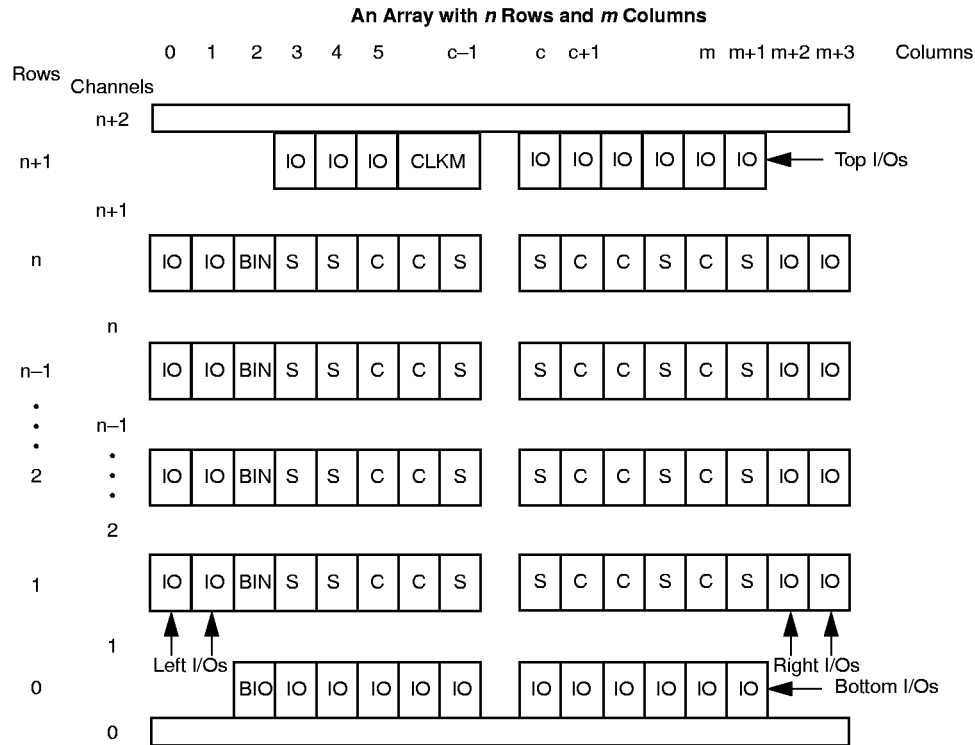 An Array with n Rows and m Columns
0 1 2 3 4 5 c–1 c c+1 m m+1 m+2 m+3 Columns
Rows
Channels
n+2
n+1 IO IO IO CLKM IO IO IO IO IO IO Top I/Os
n+1
n IO IO BIN S S C C S S C C S C S IO IO
n
n–1 IO IO BIN S S C C S S C C S C S IO IO
n–1
2 IO IO BIN S S C C S S C C S C S IO IO
2
1 IO IO BIN S S C C S S C C S C S IO IO
1
Left I/Os Right I/Os
0 BIO IO IO IO IO IO IO IO IO IO IO IO Bottom I/Os
0